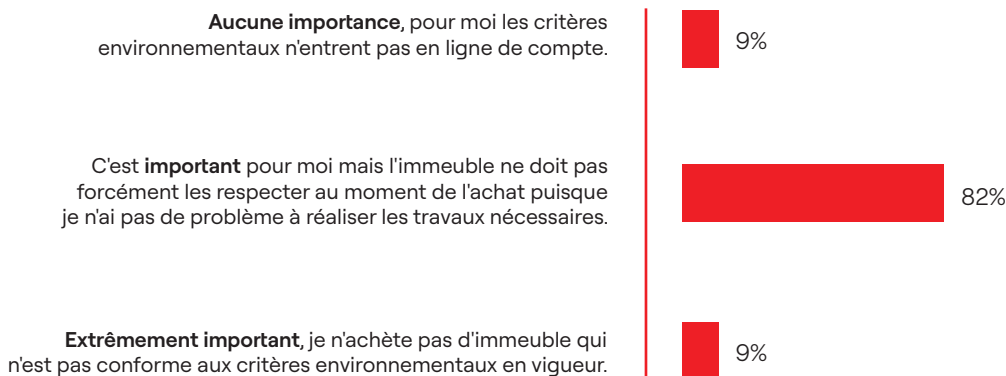 Aucune importance, pour moi les critères
environnementaux n'entrent pas en ligne de compte.
9%
C'est important pour moi mais l'immeuble ne doit pas
forcément les respecter au moment de l'achat puisque
je n'ai pas de problème à réaliser les travaux nécessaires.
82%
Extrêmement important, je n'achète pas d'immeuble qui
n'est pas conforme aux critères environnementaux en vigueur.
9%